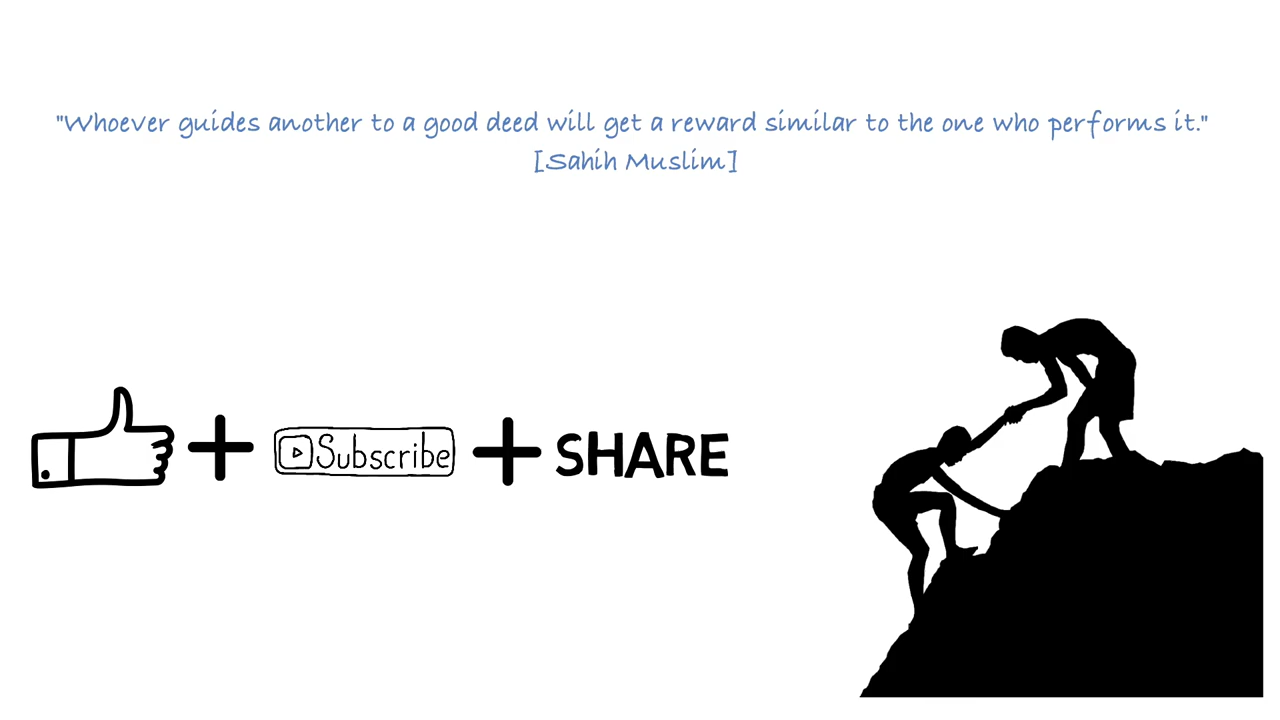 "Whoever guides another to a good deed will get a reward similar to the one who performs it."
[Sahih Muslim]
Subscribe
SHARE